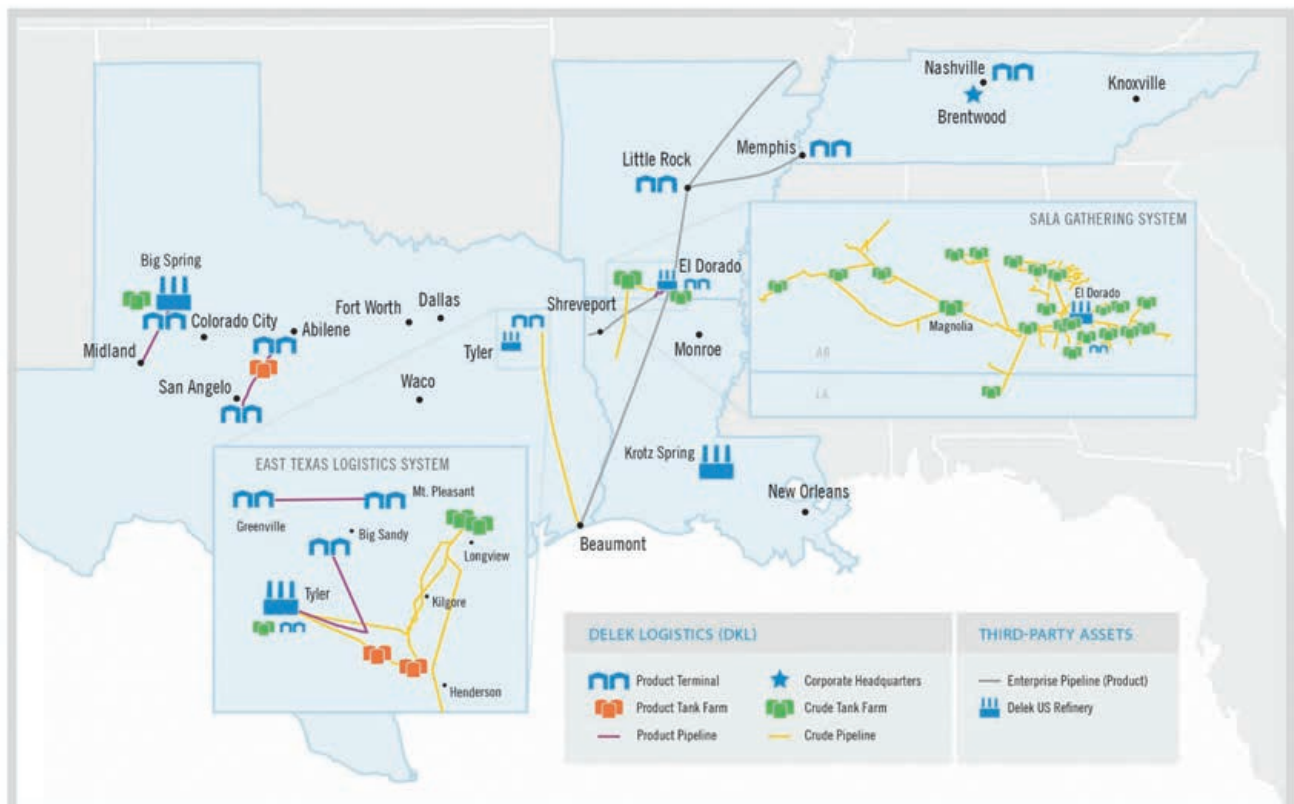 Nashville
Knoxville
Brentwood
Memphis
Little Rock
SALA GATHERING SYSTEM
Big Spring
El Dorado
El Dorado
Shreveport
Fort Worth
Dallas
Colorado City
Abilene
Magnolia
Monroe
Tyler
Midland
AR
San Angelo
Waco
LA
Krotz Spring
EAST TEXAS LOGISTICS SYSTEM
New Orleans
Mt. Pleasant
Greenville
Big Sandy
Beaumont
Longview
Tyler
Kilgore
Henderson
DELEK LOGISTICS (DKL)
THIRD-PARTY ASSETS
Product Terminal
Corporate Headquarters
Enterprise Pipeline (Product)
Product Tank Farm
Crude Tank Farm
Delek US Refinery
Product Pipeline
Crude Pipeline